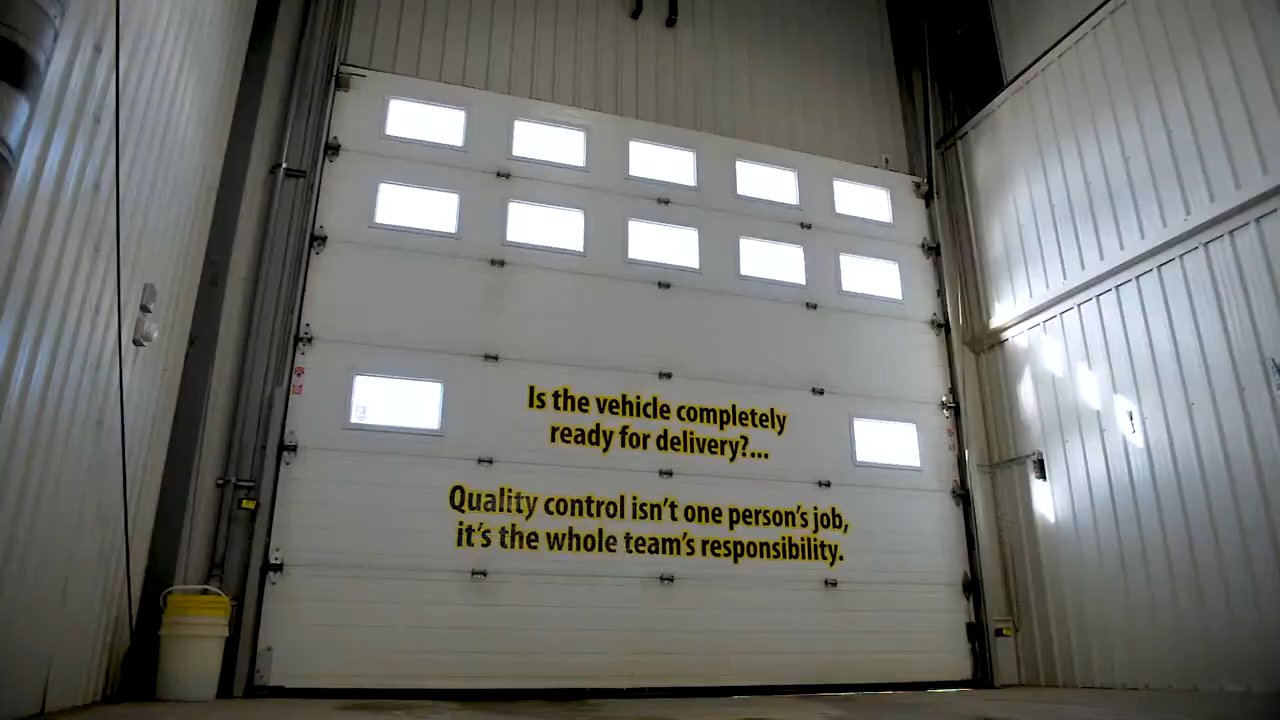 Is the vehicle completely
ready for delivery?...
Quality control isn't one person's job,
it's the whole team's responsibility.